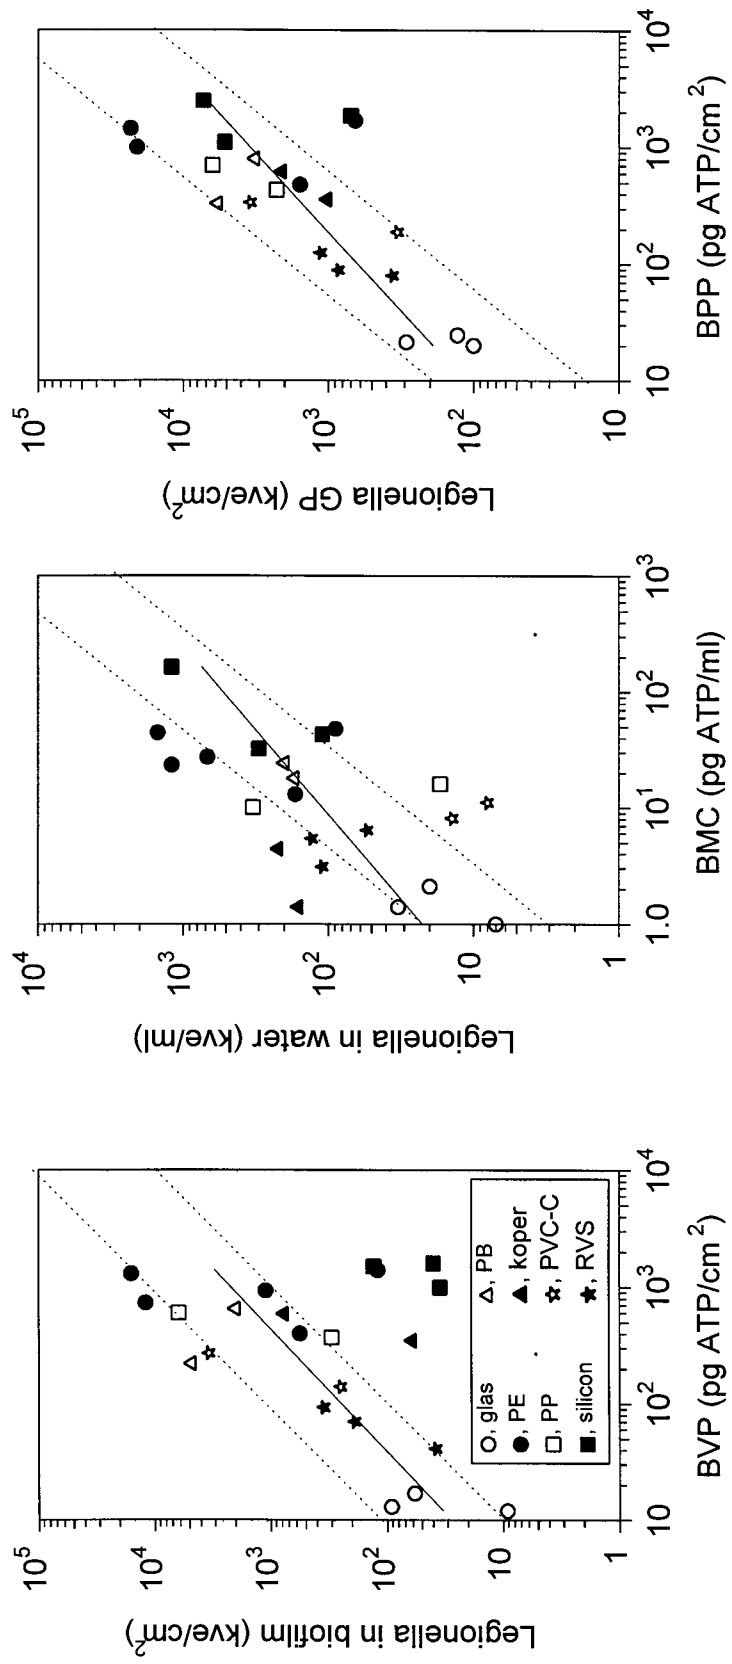 Legionella in biofilm (kve/cm²)
10⁵
10⁴
10³
10²
10
1
10
10²
10³
10⁴
BVP (pg ATP/cm²)
○, glas △, PB
●, PE ▲, koper
□, PP ☆, PVC-C
■, silicon ★, RVS
Legionella in water (kve/ml)
10⁴
10³
10²
10
1
1.0
10
10²
10³
BMC (pg ATP/ml)
Legionella GP (kve/cm²)
10⁵
10⁴
10³
10²
10
10
10²
10³
10⁴
BPP (pg ATP/cm²)